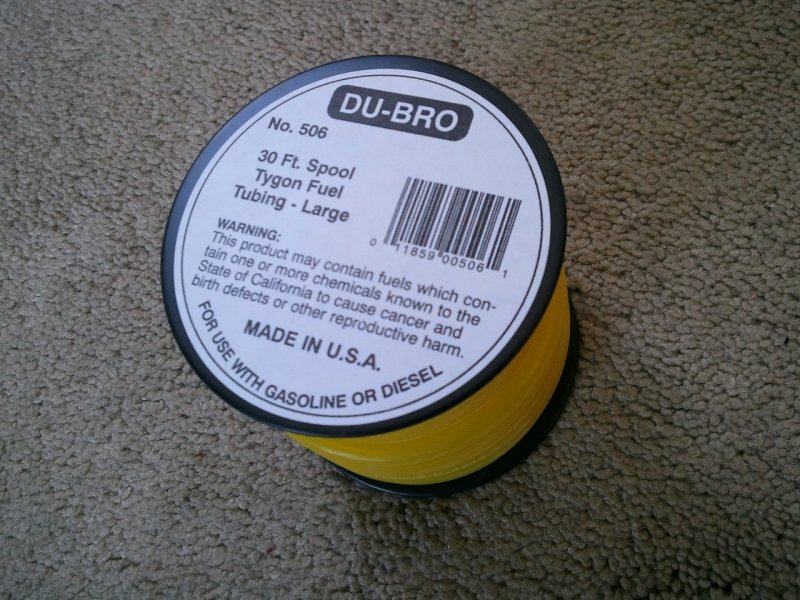 DU-BRO
No. 506
30 Ft. Spool
Tygon Fuel
Tubing - Large
0 11859 00506 1
WARNING:
This product may contain fuels which con-
tain one or more chemicals known to the
State of California to cause cancer and
birth defects or other reproductive harm.
MADE IN U.S.A.
FOR USE WITH GASOLINE OR DIESEL